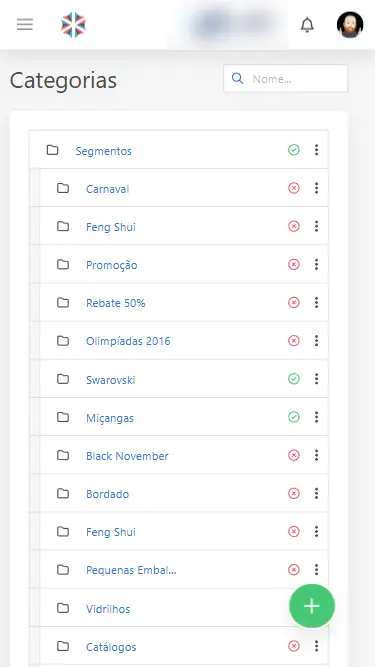 Categorias
Nome...
Segmentos
Carnaval
Feng Shui
Promoção
Rebate 50%
Olimpíadas 2016
Swarovski
Miçangas
Black November
Bordado
Feng Shui
Pequenas Embal...
Vidrilhos
Catálogos